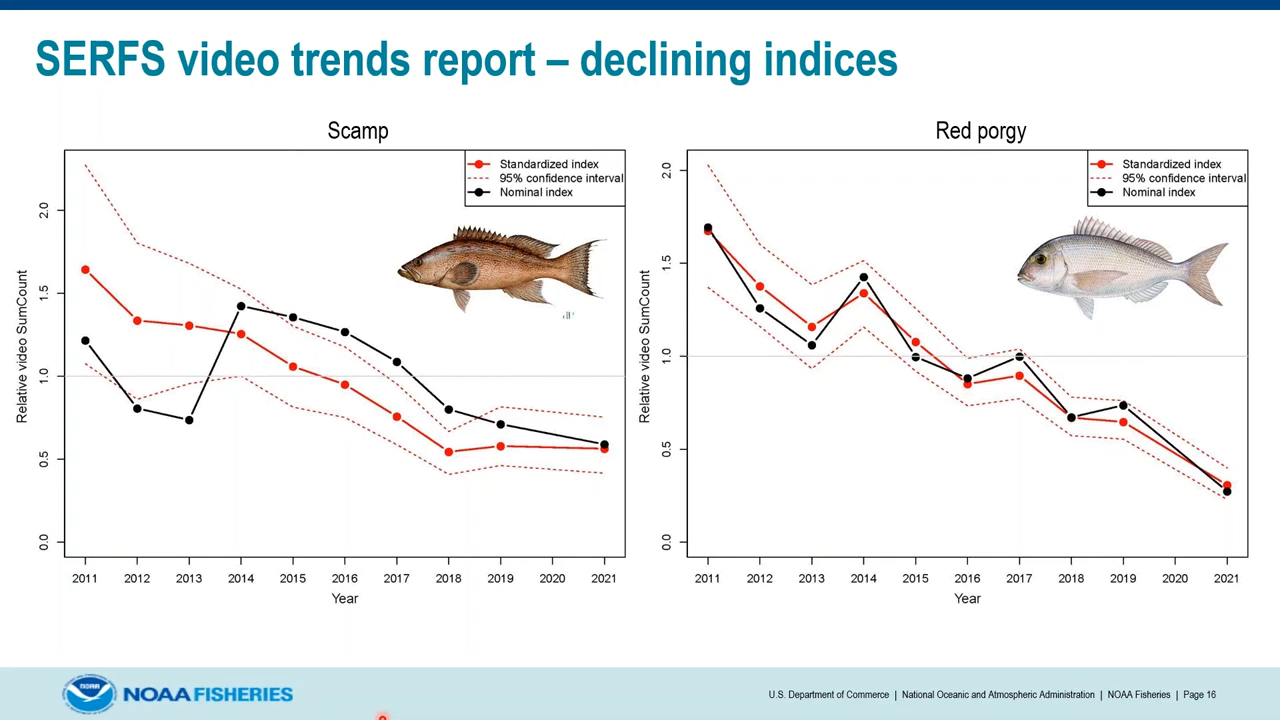 SERFS video trends report – declining indices
Scamp
Standardized index
95% confidence interval
Nominal index
Relative video SumCount
2.0
1.5
1.0
0.5
0.0
2011 2012 2013 2014 2015 2016 2017 2018 2019 2020 2021
Year
Red porgy
Standardized index
95% confidence interval
Nominal index
Relative video SumCount
2.0
1.5
1.0
0.5
0.0
2011 2012 2013 2014 2015 2016 2017 2018 2019 2020 2021
Year
NOAA
NOAA FISHERIES
U.S. Department of Commerce | National Oceanic and Atmospheric Administration | NOAA Fisheries | Page 16